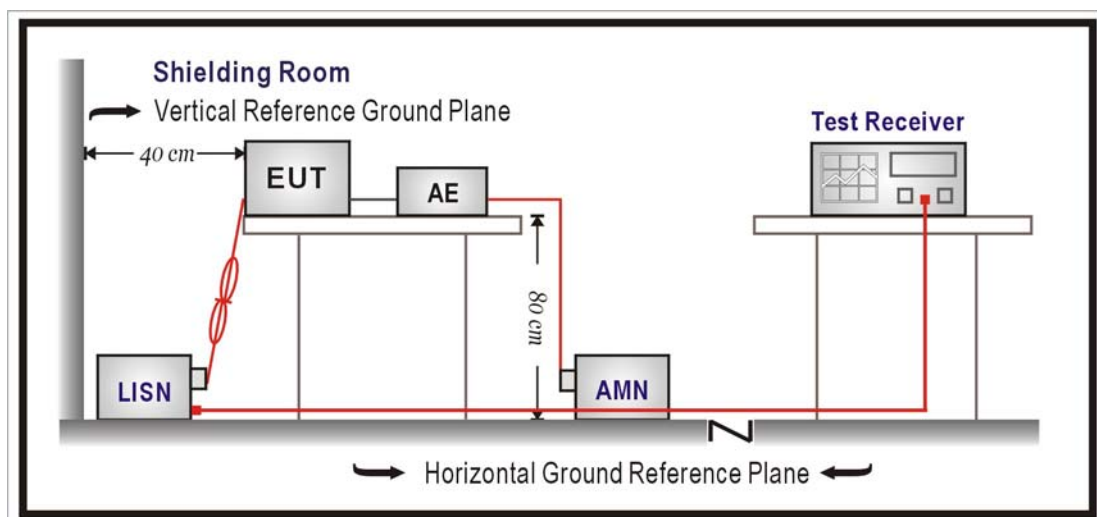 Shielding Room
Vertical Reference Ground Plane
40 cm
EUT
AE
Test Receiver
80 cm
LISN
AMN
Horizontal Ground Reference Plane